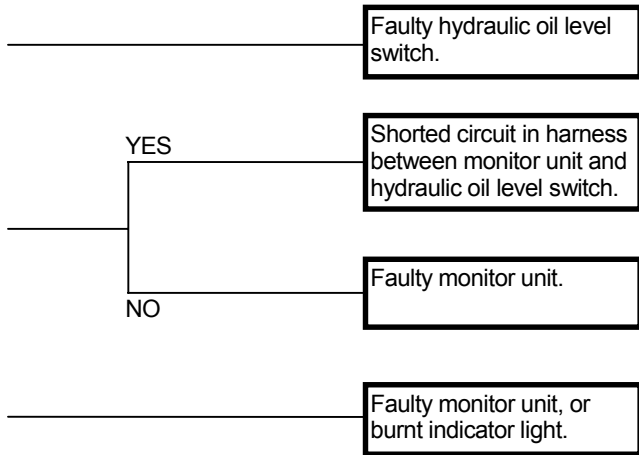 Faulty hydraulic oil level
switch.
YES
Shorted circuit in harness
between monitor unit and
hydraulic oil level switch.
Faulty monitor unit.
NO
Faulty monitor unit, or
burnt indicator light.